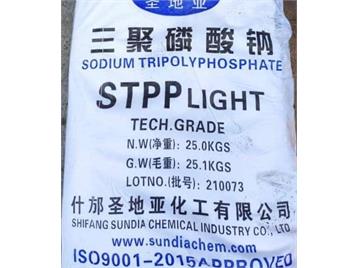 圣地亚
三聚磷酸钠
SODIUM TRIPOLYPHOSPHATE
STPP LIGHT
TECH.GRADE
N.W(净重): 25.0KGS
G.W(毛重): 25.1KGS
LOTNO.(批号): 210073
什邡圣地亚化工有限公司
SHIFANG SUNDIA CHEMICAL INDUSTRY CO., LTD
www.sundiachem.com
ISO9001-2015APPROVED